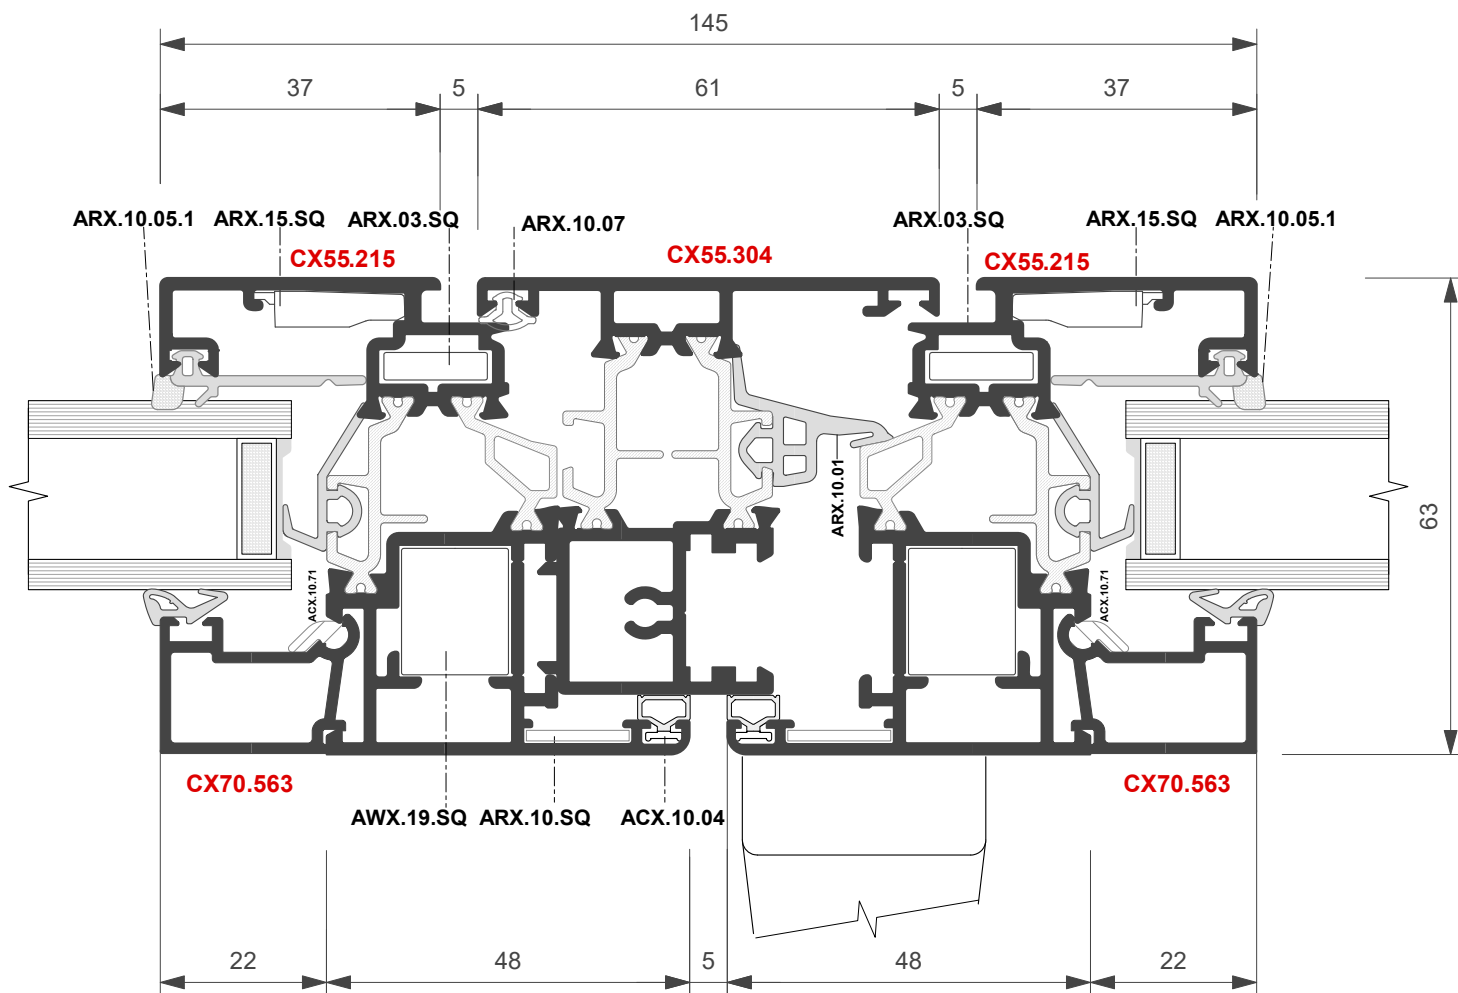 145
37 5 61 5 37
ARX.10.05.1 ARX.15.SQ ARX.03.SQ ARX.10.07 ARX.03.SQ ARX.15.SQ ARX.10.05.1
CX55.215 CX55.304 CX55.215
ARX.10.01
63
ACX.10.71 ACX.10.71
CX70.563 CX70.563
AWX.19.SQ ARX.10.SQ ACX.10.04
22 48 5 48 22